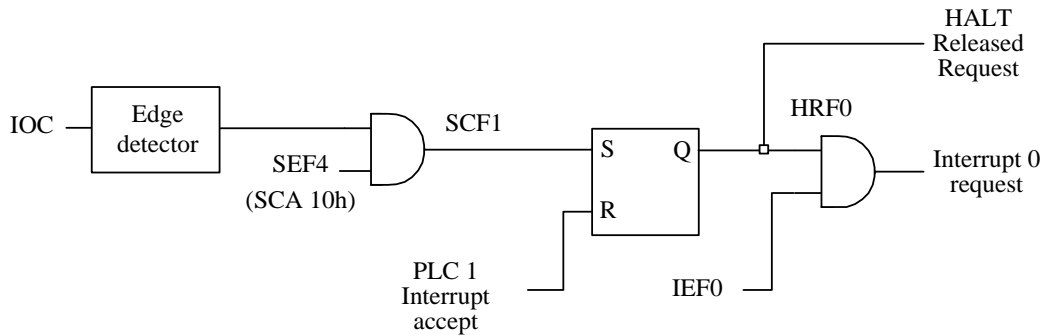 HALT
Released
Request
IOC
Edge
detector
SCF1
HRF0
SEF4
(SCA 10h)
S
Q
R
Interrupt 0
request
PLC 1
Interrupt
accept
IEF0